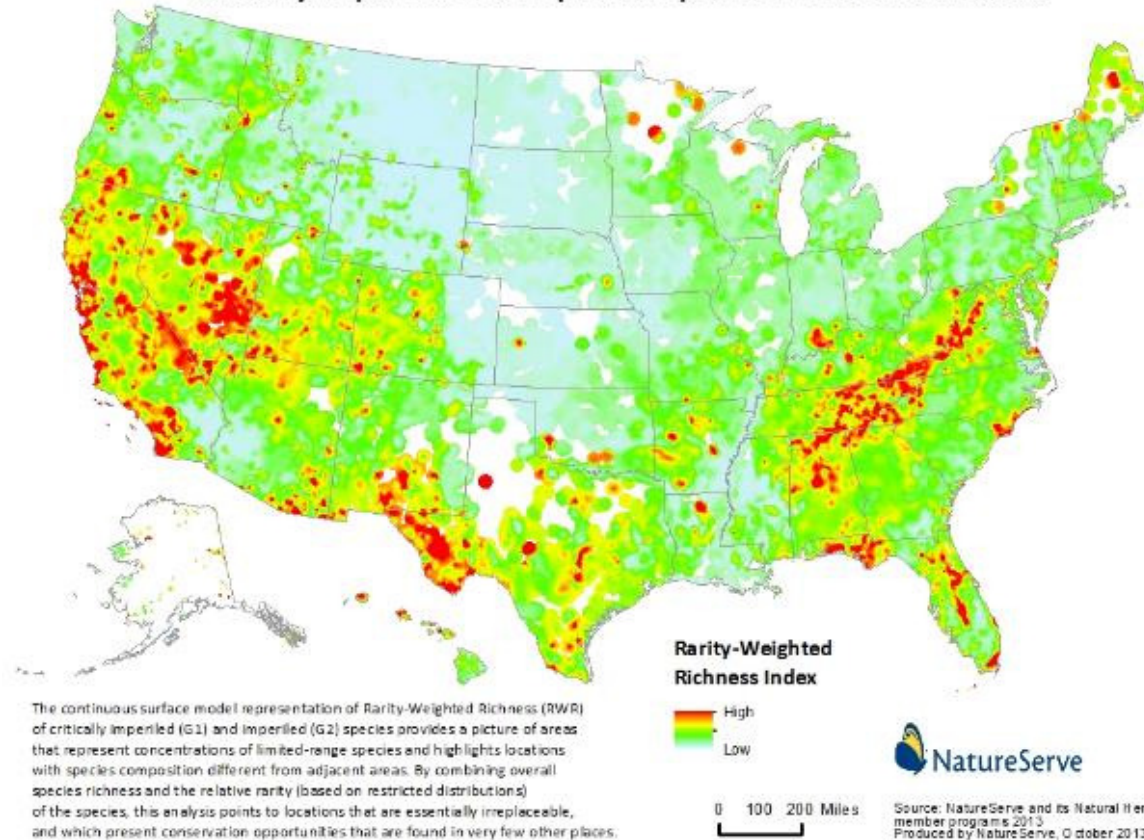 Rarity-Weighted
Richness Index
High
Low
The continuous surface model representation of Rarity-Weighted Richness (RWR)
of critically imperiled (G1) and imperiled (G2) species provides a picture of areas
that represent concentrations of limited-range species and highlights locations
with species composition different from adjacent areas. By combining overall
species richness and the relative rarity (based on restricted distributions)
of the species, this analysis points to locations that are essentially irreplaceable,
and which present conservation opportunities that are found in very few other places.
0 100 200 Miles
NatureServe
Source: NatureServe and its Natural
member programs 2013
Produced by NatureServe, October